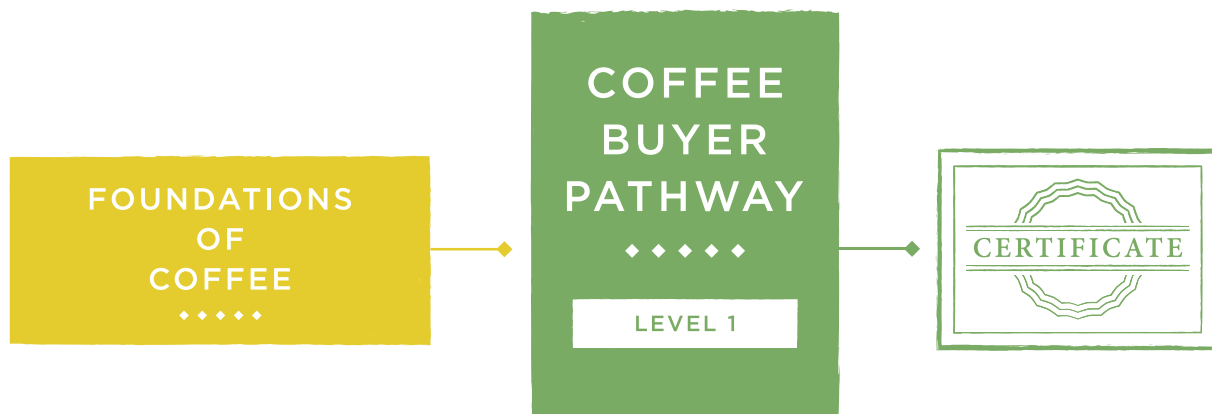 FOUNDATIONS
OF
COFFEE
COFFEE
BUYER
PATHWAY
LEVEL 1
CERTIFICATE